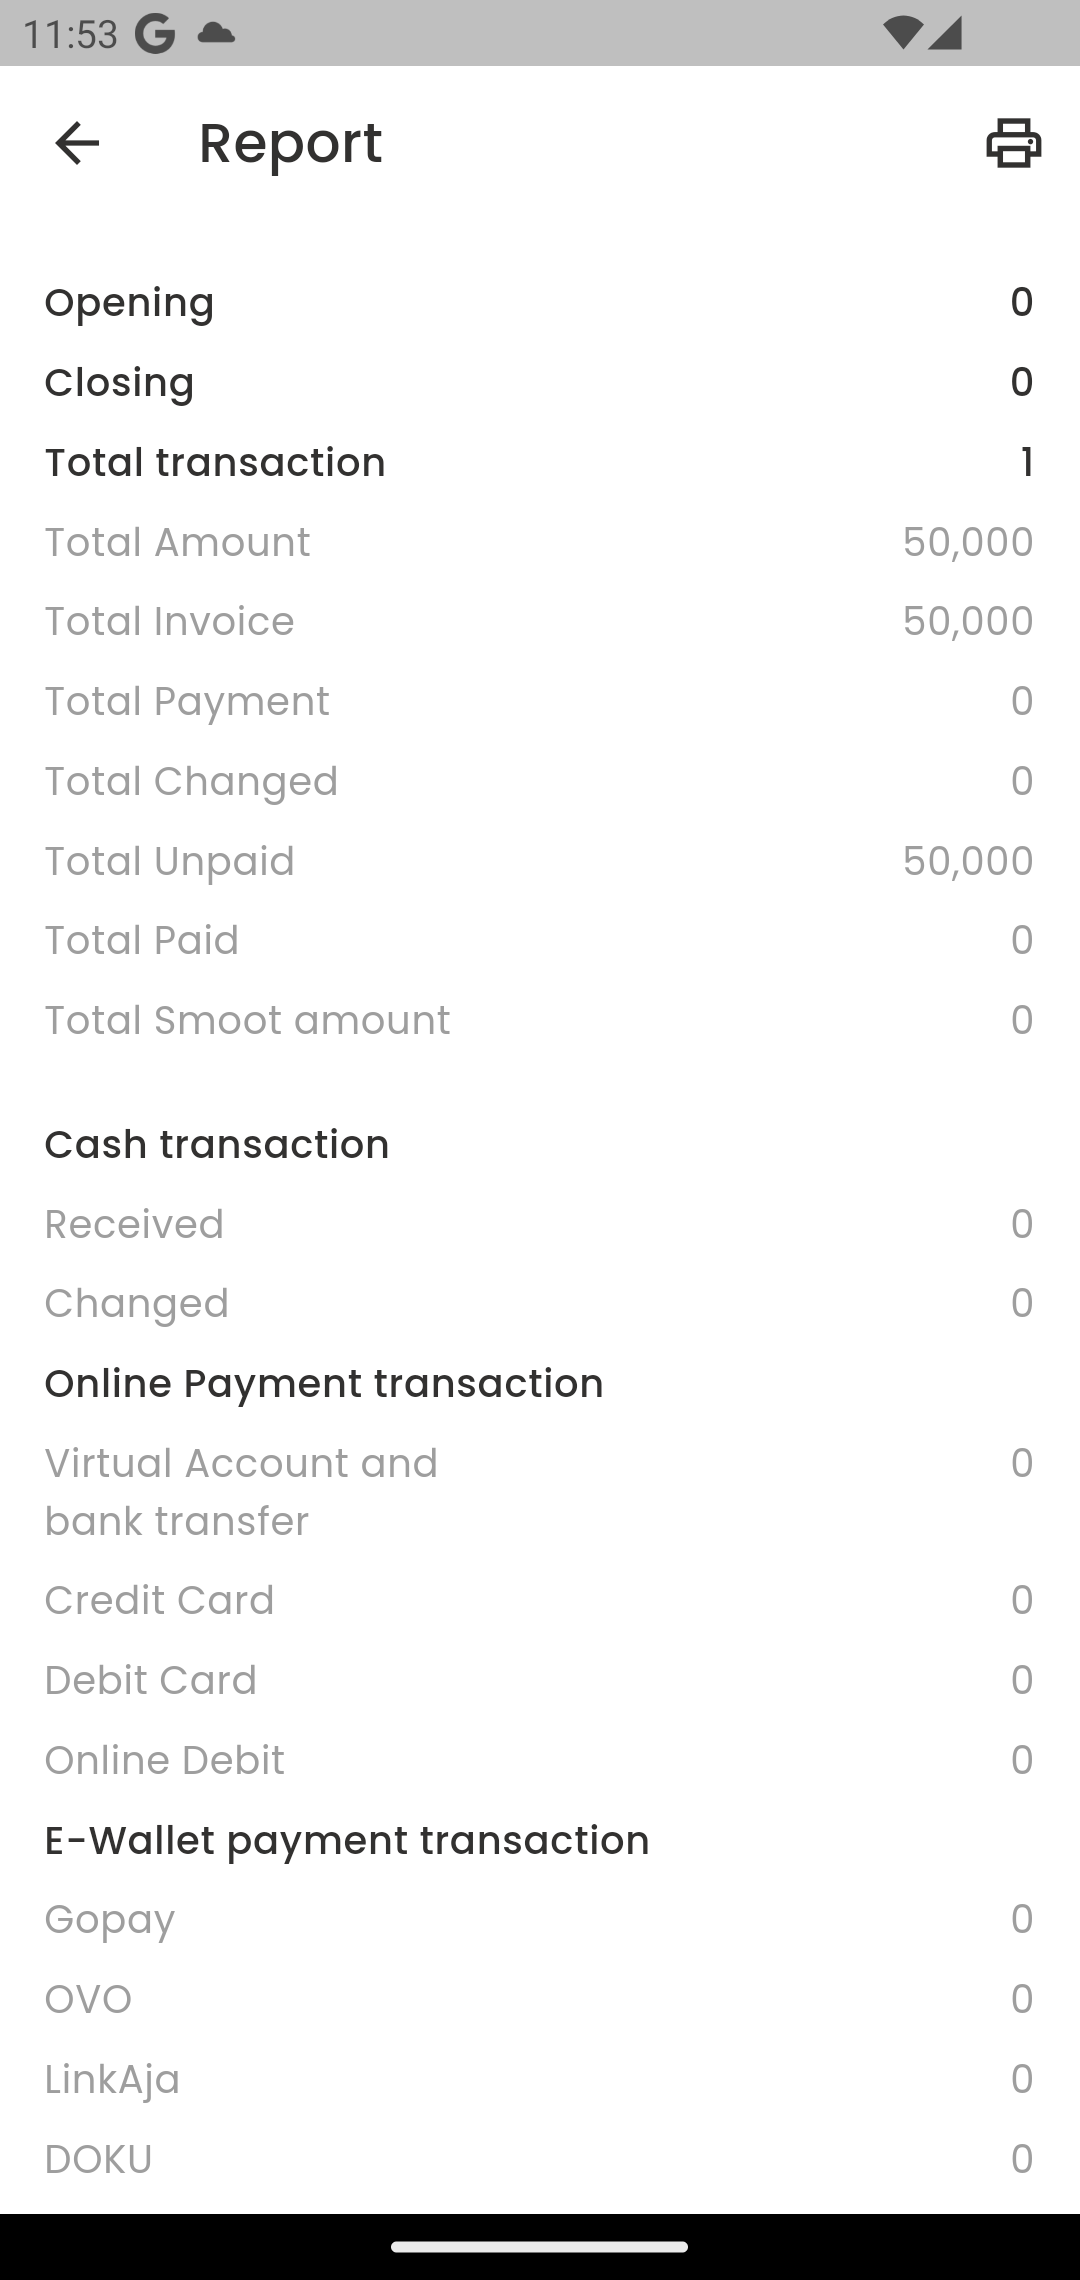 11:53
Report
Opening 0
Closing 0
Total transaction 1
Total Amount 50,000
Total Invoice 50,000
Total Payment 0
Total Changed 0
Total Unpaid 50,000
Total Paid 0
Total Smoot amount 0
Cash transaction
Received 0
Changed 0
Online Payment transaction
Virtual Account and 0
bank transfer
Credit Card 0
Debit Card 0
Online Debit 0
E-Wallet payment transaction
Gopay 0
OVO 0
LinkAja 0
DOKU 0